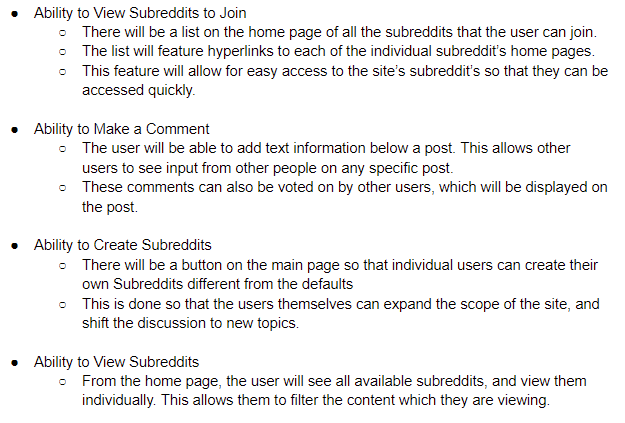 ● Ability to View Subreddits to Join
○ There will be a list on the home page of all the subreddits that the user can join.
○ The list will feature hyperlinks to each of the individual subreddit's home pages.
○ This feature will allow for easy access to the site's subreddit's so that they can be
accessed quickly.
● Ability to Make a Comment
○ The user will be able to add text information below a post. This allows other
users to see input from other people on any specific post.
○ These comments can also be voted on by other users, which will be displayed on
the post.
● Ability to Create Subreddits
○ There will be a button on the main page so that individual users can create their
own Subreddits different from the defaults
○ This is done so that the users themselves can expand the scope of the site, and
shift the discussion to new topics.
● Ability to View Subreddits
○ From the home page, the user will see all available subreddits, and view them
individually. This allows them to filter the content which they are viewing.